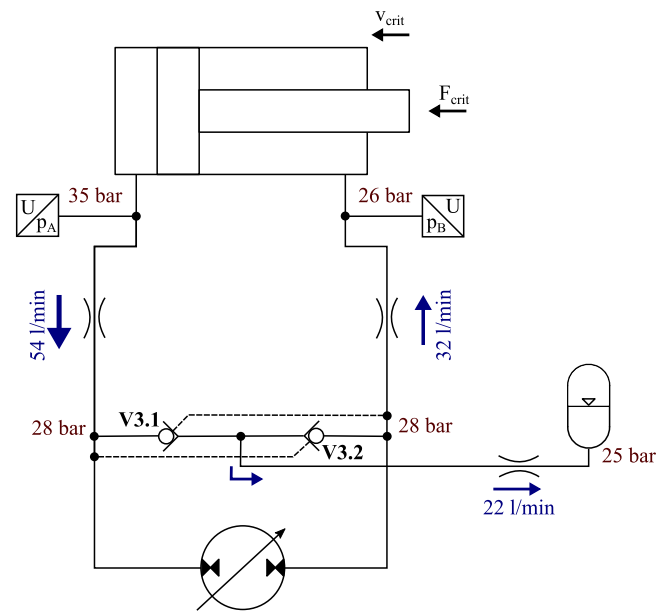 v_crit
F_crit
35 bar
26 bar
U
p_A
U
p_B
54 l/min
32 l/min
V3.1
28 bar
28 bar
V3.2
25 bar
22 l/min